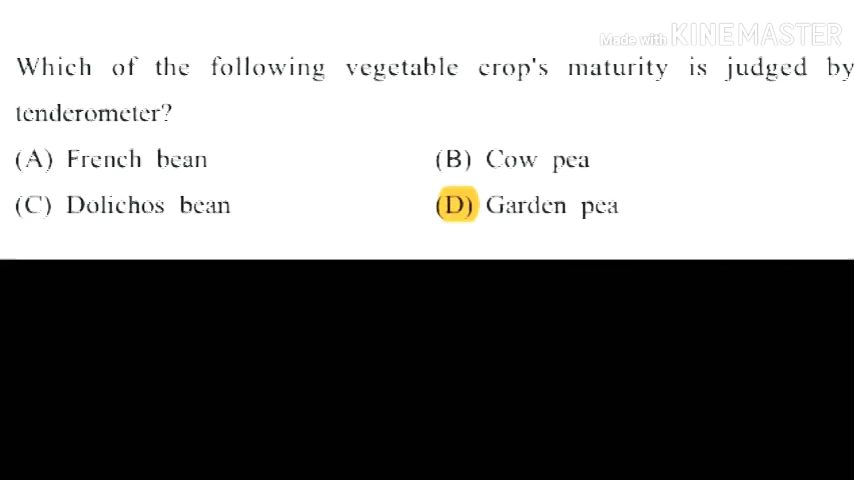 Made with KINEMASTER
Which of the following vegetable crop's maturity is judged by
tenderometer?
(A) French bean (B) Cow pea
(C) Dolichos bean (D) Garden pea